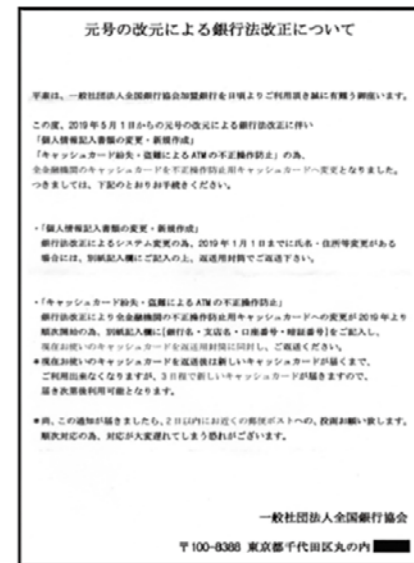 元号の改元による銀行法改正について
平素は、一般社団法人全国銀行協会加盟銀行を日頃よりご利用頂き誠に有難う御座います。
この度、2019年5月1日からの元号の改元による銀行法改正に伴い
「個人情報記入書類の変更・新規作成」
「キャッシュカード紛失・盗難によるATMの不正操作防止」の為、
全金融機関のキャッシュカードを不正操作防止用キャッシュカードへ変更となりました。
つきましては、下記のとおりお手続きください。
・「個人情報記入書類の変更・新規作成」
銀行法改正によるシステム変更の為、2019年1月1日までに氏名・住所等変更がある
場合には、別紙記入欄にご記入の上、返送用封筒でご返送下さい。
・「キャッシュカード紛失・盗難によるATMの不正操作防止」
銀行法改正により全金融機関の不正操作防止用キャッシュカードへの変更が2019年より
順次開始の為、別紙記入欄に[銀行名・支店名・口座番号・暗証番号]をご記入し、
現在お使いのキャッシュカードを返送用封筒に同封し、ご返送ください。
*現在お使いのキャッシュカードを返送後は新しいキャッシュカードが届くまで、
ご利用出来なくなりますが、3日程で新しいキャッシュカードが届きますので、
届き次第後利用可能となります。
*尚、この通知が届きましたら、2日以内にお近くの郵便ポストへの、投函お願い致します。
順次対応の為、対応が大変遅れてしまう恐れがございます。
一般社団法人全国銀行協会
〒100-8388 東京都千代田区丸の内